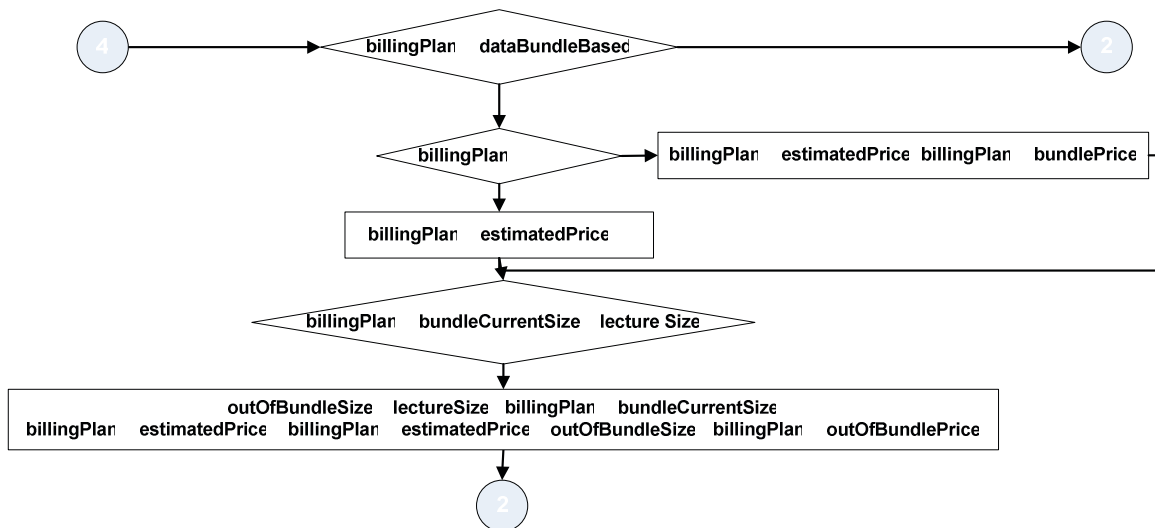 4 billingPlan dataBundleBased 2
billingPlan
billingPlan estimatedPrice billingPlan bundlePrice
billingPlan estimatedPrice
billingPlan bundleCurrentSize lecture Size
outOfBundleSize lectureSize billingPlan bundleCurrentSize
billingPlan estimatedPrice billingPlan estimatedPrice outOfBundleSize billingPlan outOfBundlePrice
2